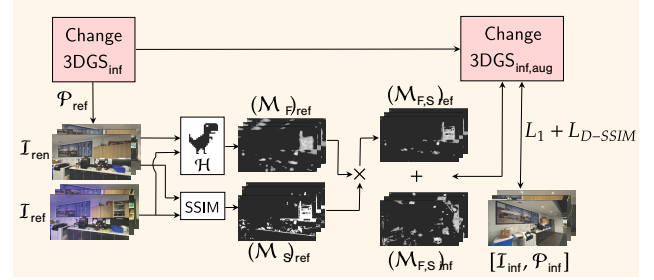 Change
3DGS_inf
Change
3DGS_inf,aug
𝒫_ref
(ℳ_F)_ref
(ℳ_F,S)_ref
ℐ_ren
ℋ
L₁ + L_D−SSIM
×
+
ℐ_ref
SSIM
(ℳ_S)_ref
(ℳ_F,S)_inf
[ℐ_inf, 𝒫_inf]